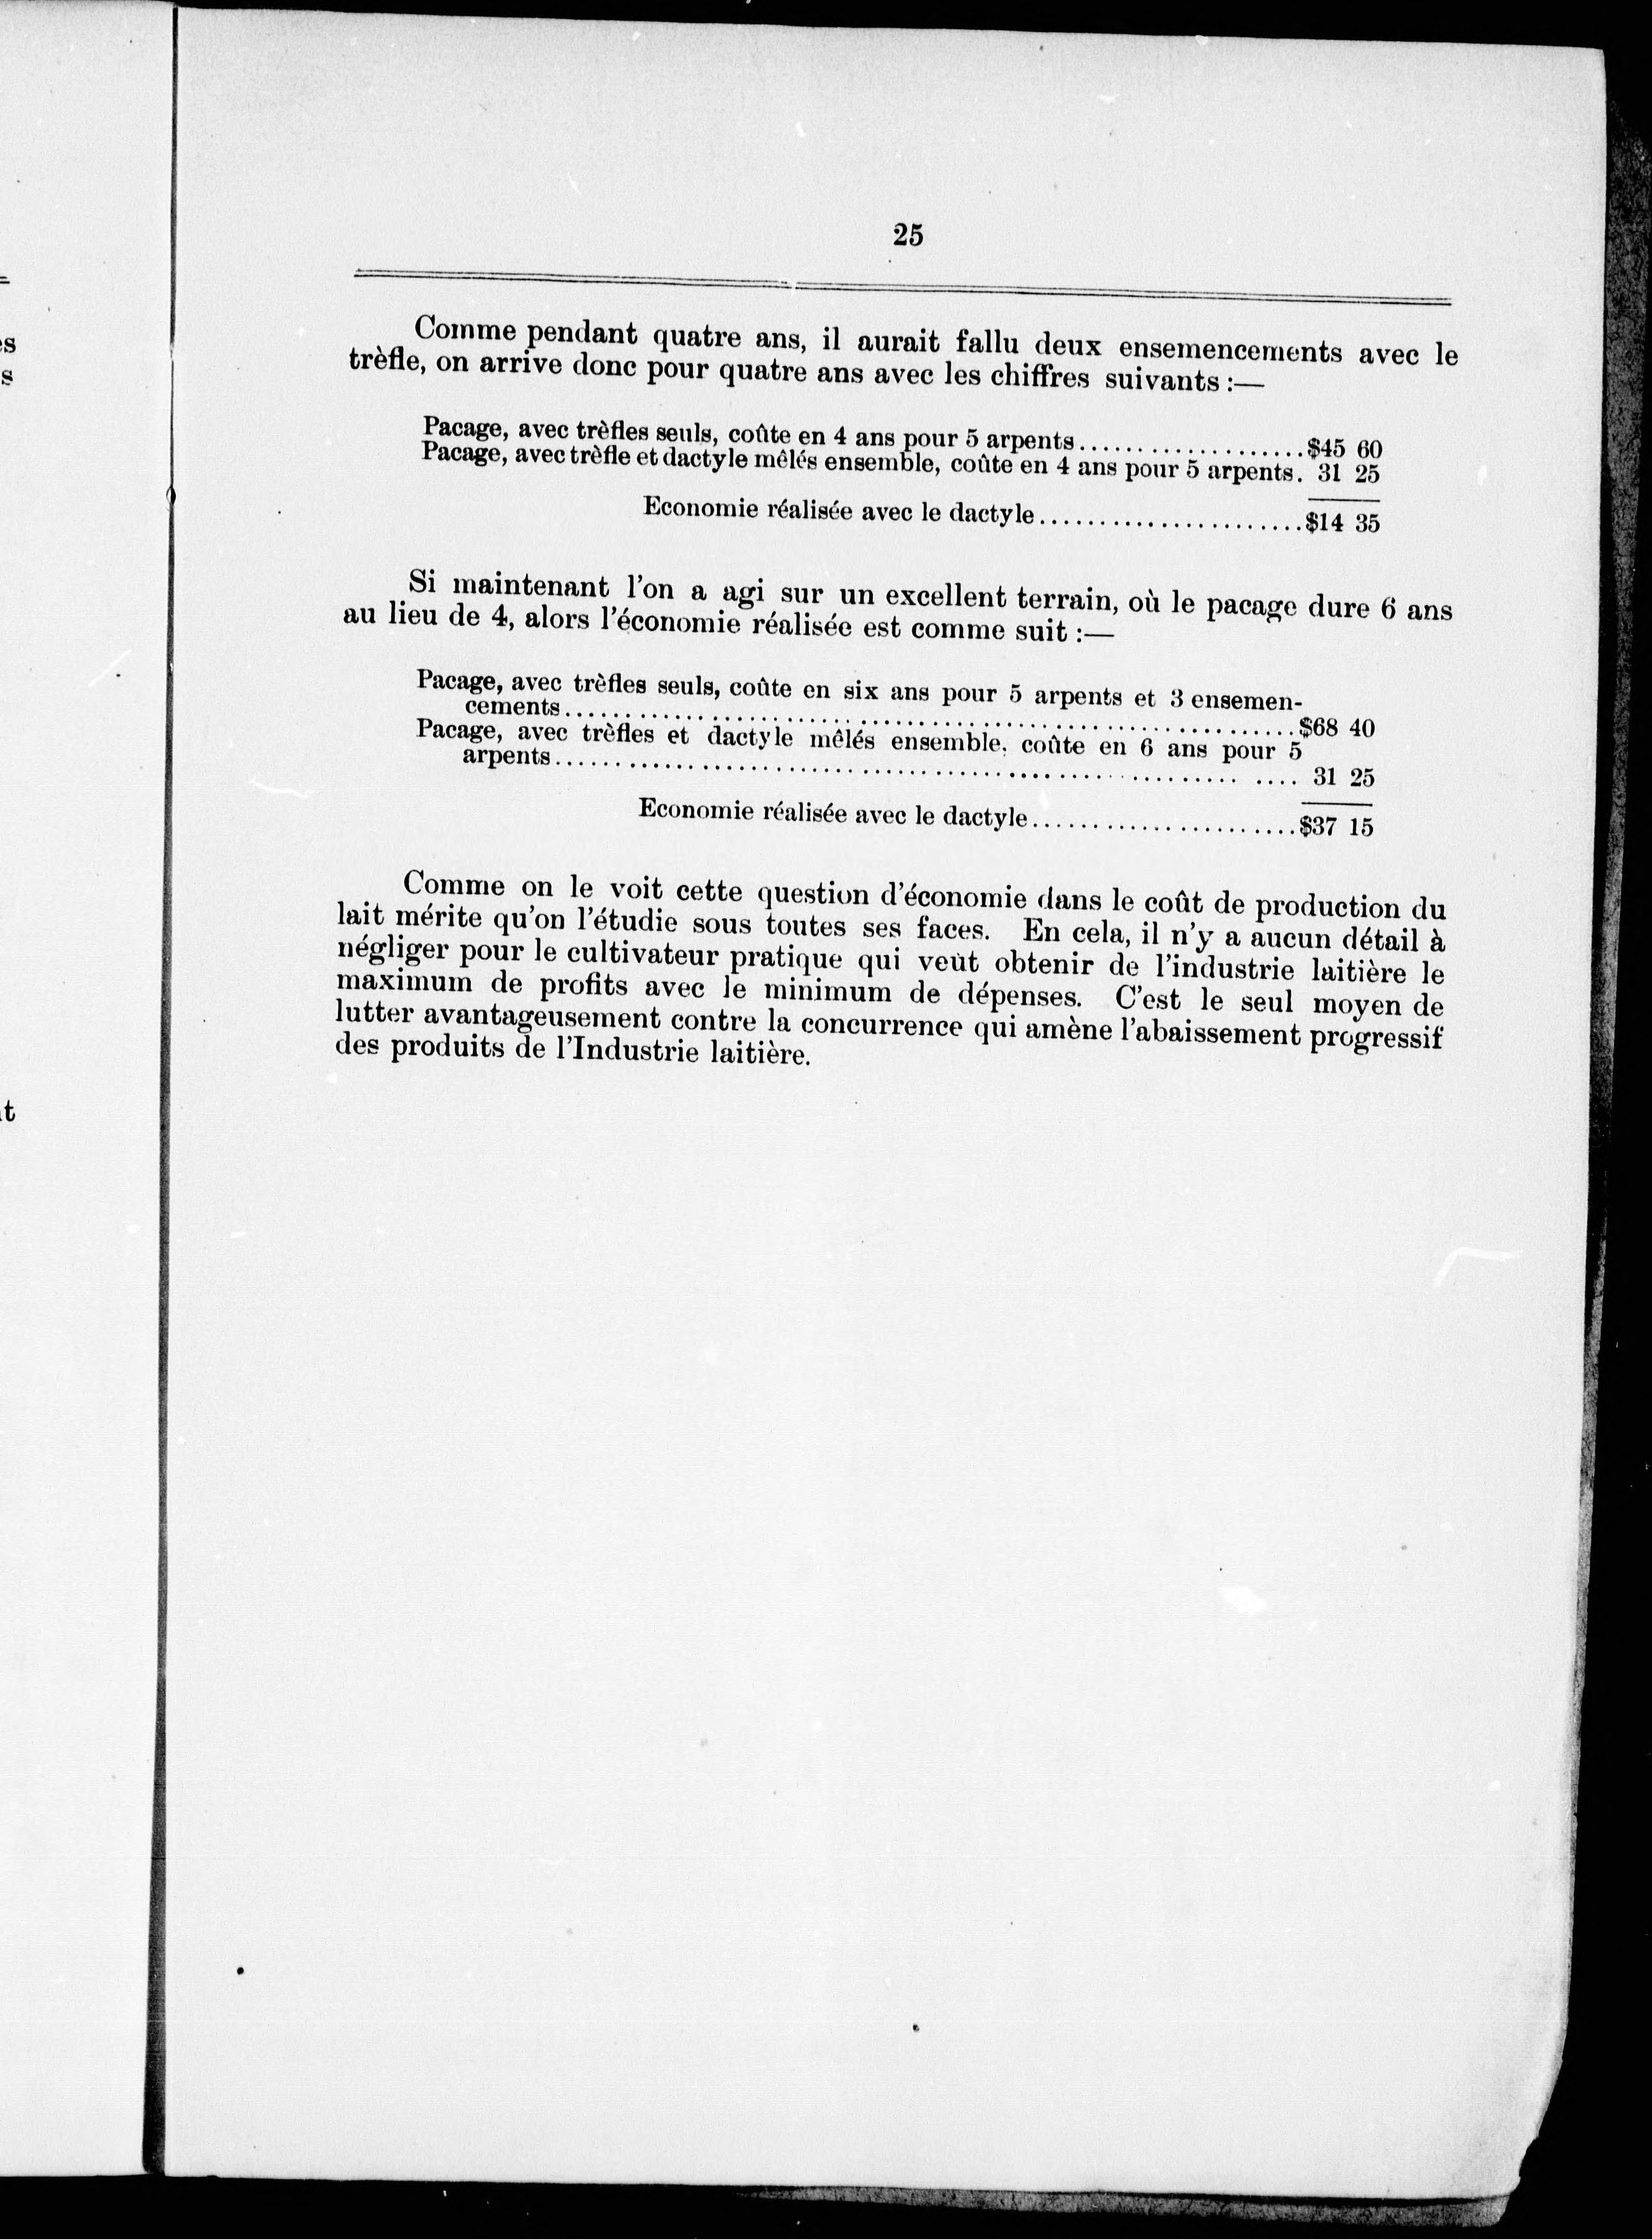 25
Comme pendant quatre ans, il aurait fallu deux ensemencements avec le
trèfle, on arrive donc pour quatre ans avec les chiffres suivants :—
Pacage, avec trèfles seuls, coûte en 4 ans pour 5 arpents...................$45 60
Pacage, avec trèfle et dactyle mêlés ensemble, coûte en 4 ans pour 5 arpents. 31 25
Economie réalisée avec le dactyle......................$14 35
Si maintenant l'on a agi sur un excellent terrain, où le pacage dure 6 ans
au lieu de 4, alors l'économie réalisée est comme suit :—
Pacage, avec trèfles seuls, coûte en six ans pour 5 arpents et 3 ensemen-
cements............................................................$68 40
Pacage, avec trèfles et dactyle mêlés ensemble, coûte en 6 ans pour 5
arpents......................................................... .... 31 25
Economie réalisée avec le dactyle......................$37 15
Comme on le voit cette question d'économie dans le coût de production du
lait mérite qu'on l'étudie sous toutes ses faces. En cela, il n'y a aucun détail à
négliger pour le cultivateur pratique qui veut obtenir de l'industrie laitière le
maximum de profits avec le minimum de dépenses. C'est le seul moyen de
lutter avantageusement contre la concurrence qui amène l'abaissement progressif
des produits de l'Industrie laitière.